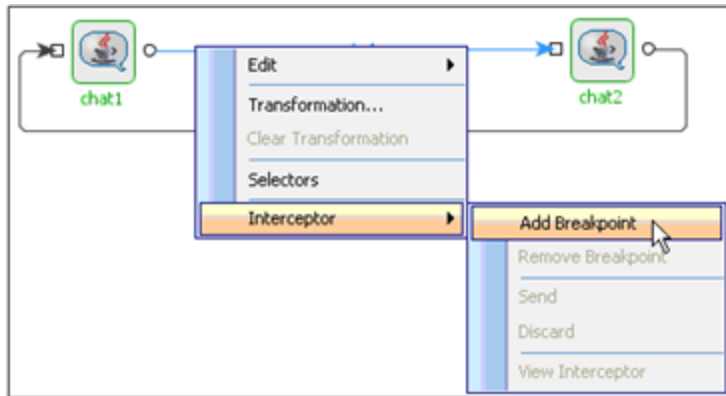 chat1
chat2
Edit
Transformation...
Clear Transformation
Selectors
Interceptor
Add Breakpoint
Remove Breakpoint
Send
Discard
View Interceptor